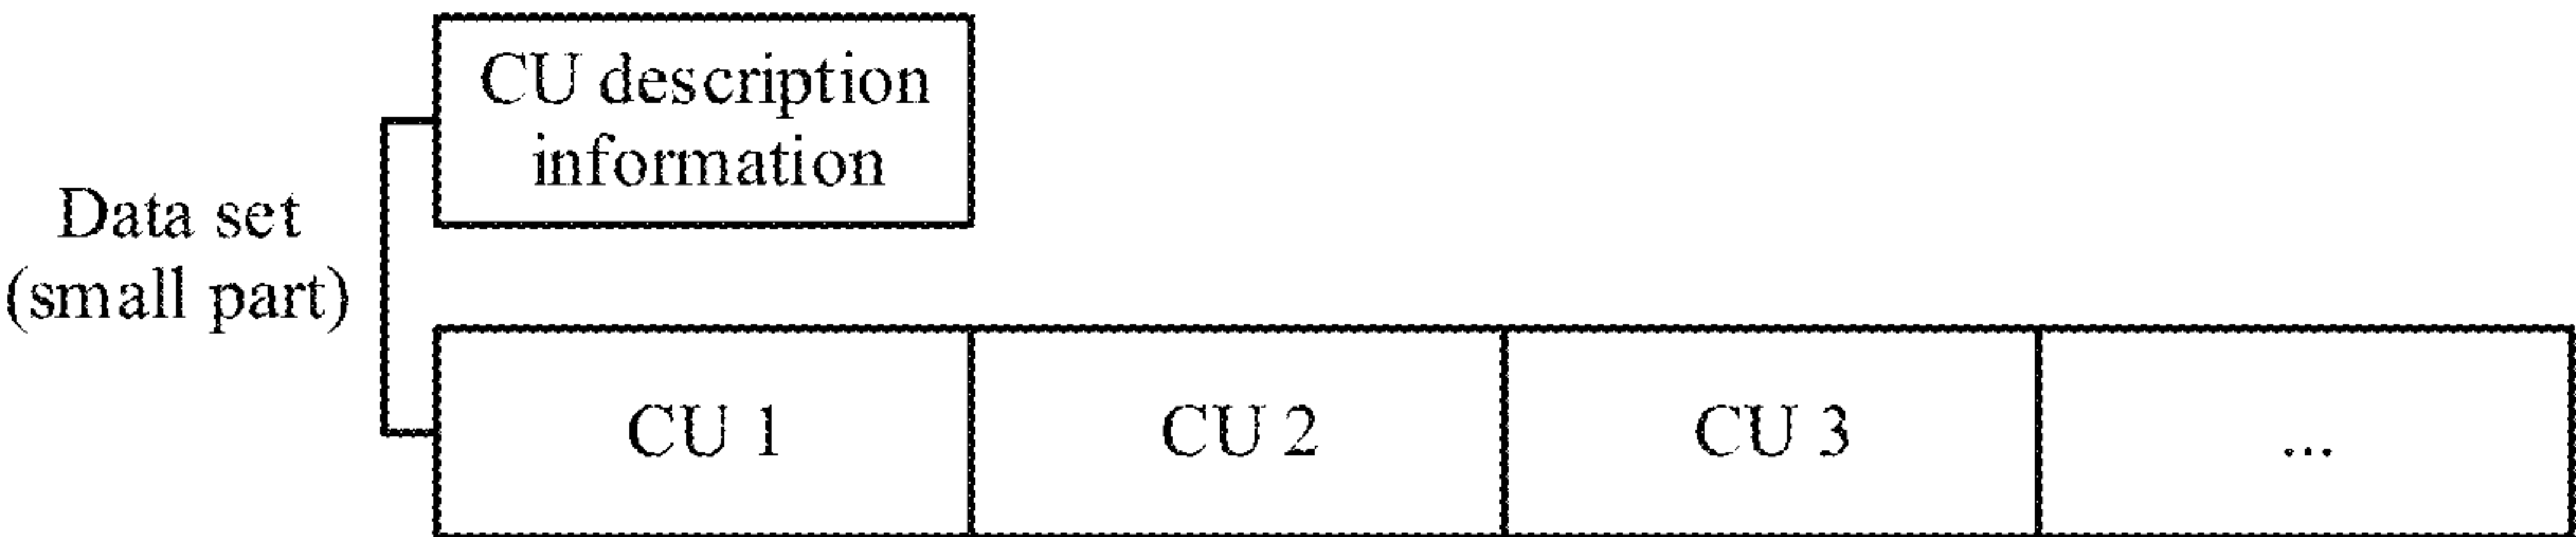 CU description
information
Data set
(small part)
CU 1
CU 2
CU 3
...